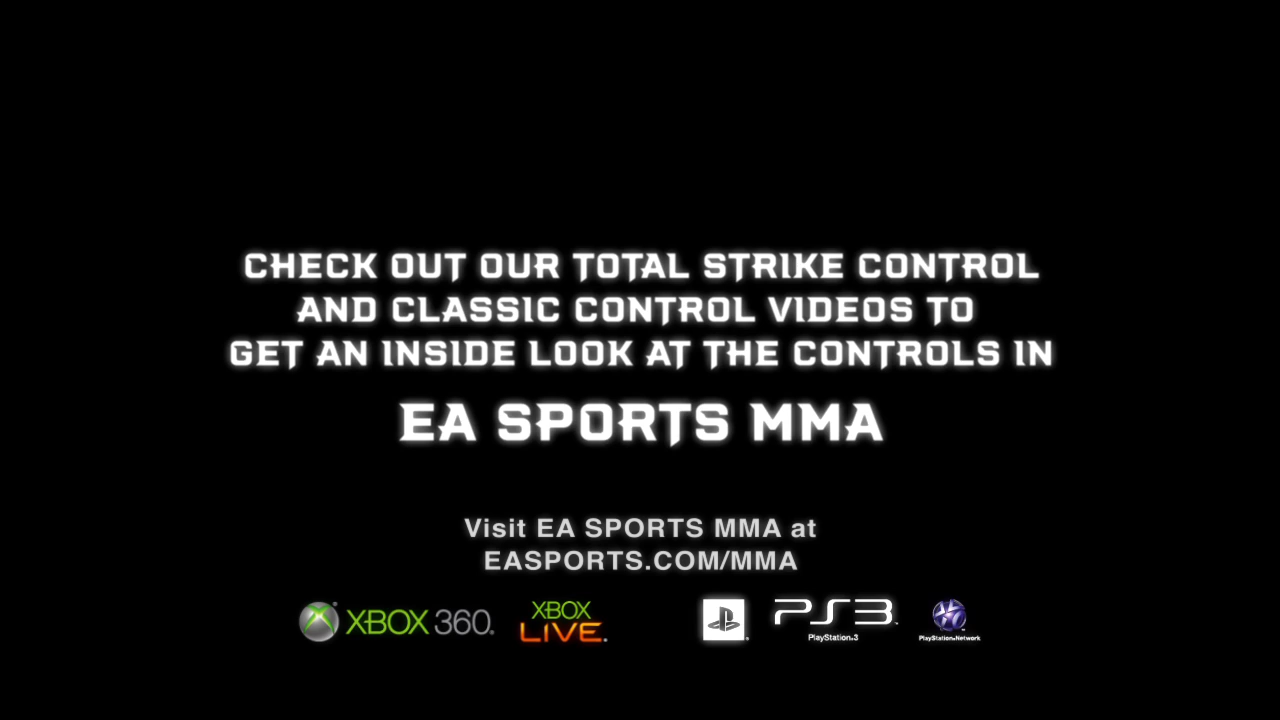 CHECK OUT OUR TOTAL STRIKE CONTROL
AND CLASSIC CONTROL VIDEOS TO
GET AN INSIDE LOOK AT THE CONTROLS IN
EA SPORTS MMA
Visit EA SPORTS MMA at
EASPORTS.COM/MMA
XBOX 360. XBOX LIVE. PS3 PlayStation.3 PlayStation.Network